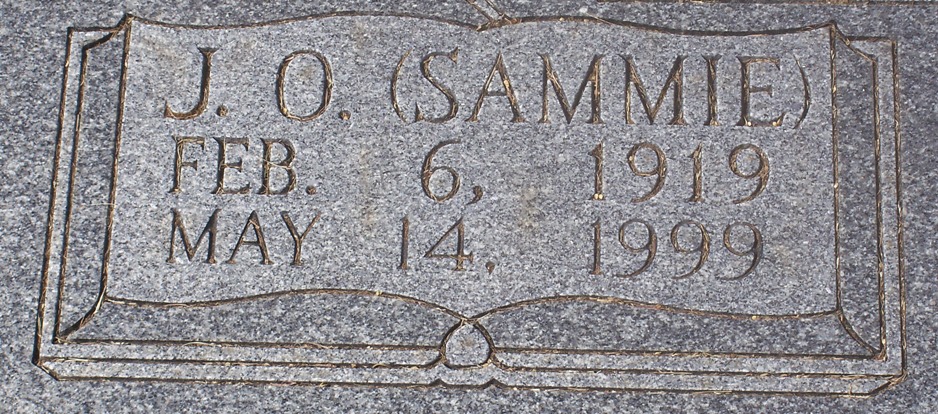 J. O. (SAMMIE)
FEB. 6, 1919
MAY 14, 1999